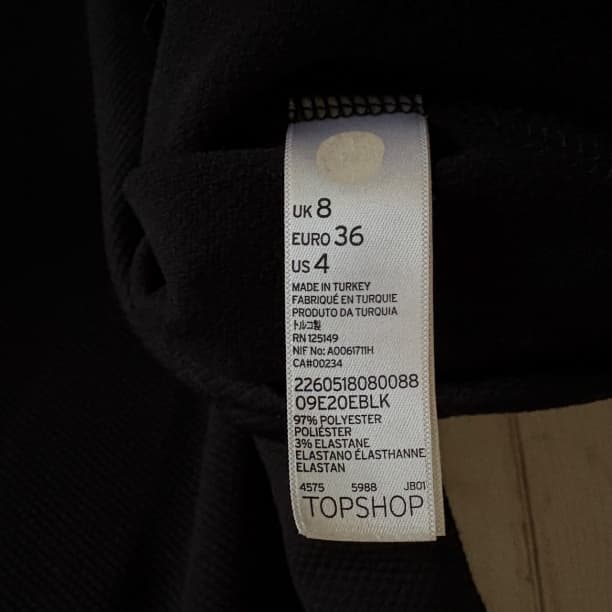 UK 8
EURO 36
US 4
MADE IN TURKEY
FABRIQUÉ EN TURQUIE
PRODUTO DA TURQUIA
トルコ製
RN 125149
NIF No: A0061711H
CA#00234
2260518080088
09E20EBLK
97% POLYESTER
POLIÉSTER
3% ELASTANE
ELASTANO ÉLASTHANNE
ELASTAN
4575 5988 JB01
TOPSHOP